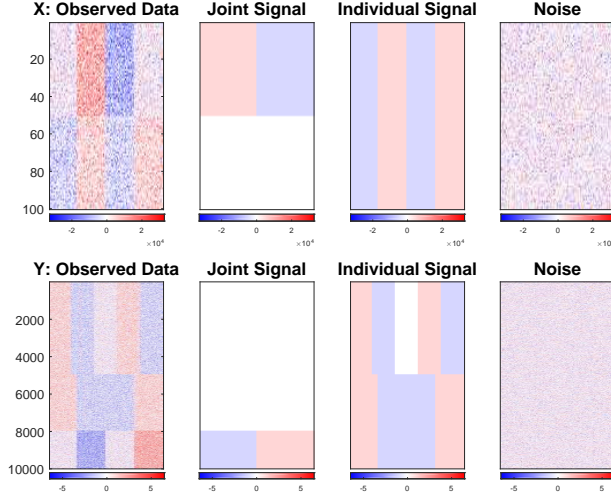 X: Observed Data Joint Signal Individual Signal Noise
20
40
60
80
100
-2 0 2 -2 0 2 -2 0 2 -2 0 2
×10⁴ ×10⁴ ×10⁴ ×10⁴
Y: Observed Data Joint Signal Individual Signal Noise
2000
4000
6000
8000
10000
-5 0 5 -5 0 5 -5 0 5 -5 0 5